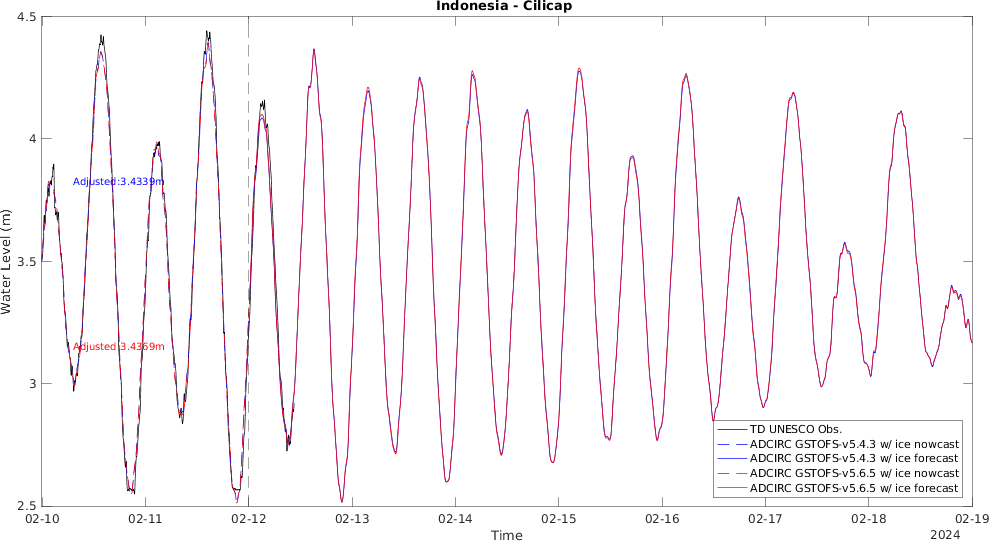 Indonesia - Cilicap
4.5
4
3.5
3
2.5
Water Level (m)
Adjusted:3.4339m
Adjusted:3.4369m
TD UNESCO Obs.
ADCIRC GSTOFS-v5.4.3 w/ ice nowcast
ADCIRC GSTOFS-v5.4.3 w/ ice forecast
ADCIRC GSTOFS-v5.6.5 w/ ice nowcast
ADCIRC GSTOFS-v5.6.5 w/ ice forecast
02-10 02-11 02-12 02-13 02-14 02-15 02-16 02-17 02-18 02-19
Time
2024